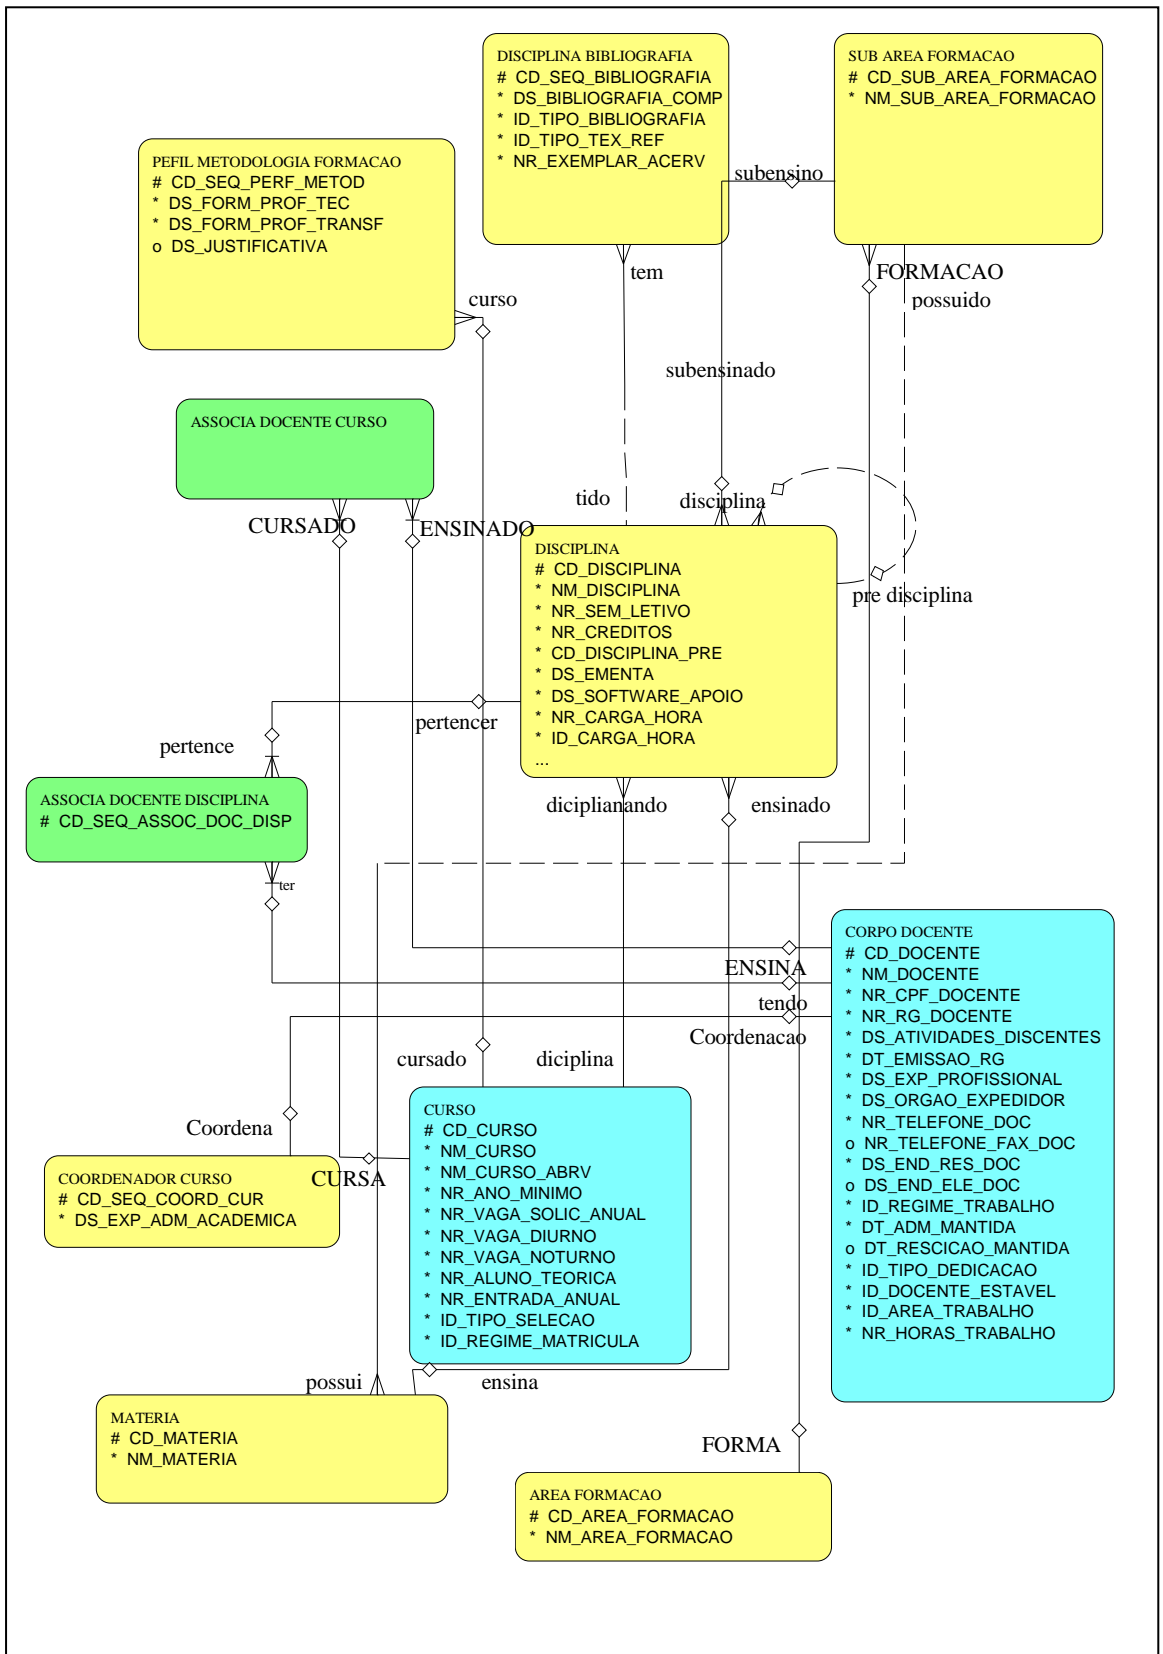 DISCIPLINA BIBLIOGRAFIA
# CD_SEQ_BIBLIOGRAFIA
* DS_BIBLIOGRAFIA_COMP
* ID_TIPO_BIBLIOGRAFIA
* ID_TIPO_TEX_REF
* NR_EXEMPLAR_ACERV
SUB AREA FORMACAO
# CD_SUB_AREA_FORMACAO
* NM_SUB_AREA_FORMACAO
PEFIL METODOLOGIA FORMACAO
# CD_SEQ_PERF_METOD
* DS_FORM_PROF_TEC
* DS_FORM_PROF_TRANSF
o DS_JUSTIFICATIVA
subensino
tem
FORMACAO
possuido
curso
subensinado
ASSOCIA DOCENTE CURSO
tido
disciplina
CURSADO
ENSINADO
DISCIPLINA
# CD_DISCIPLINA
* NM_DISCIPLINA
* NR_SEM_LETIVO
* NR_CREDITOS
* CD_DISCIPLINA_PRE
* DS_EMENTA
* DS_SOFTWARE_APOIO
* NR_CARGA_HORA
* ID_CARGA_HORA
...
pre disciplina
pertencer
pertence
ASSOCIA DOCENTE DISCIPLINA
# CD_SEQ_ASSOC_DOC_DISP
diciplianando
ensinado
ter
CORPO DOCENTE
# CD_DOCENTE
* NM_DOCENTE
* NR_CPF_DOCENTE
* NR_RG_DOCENTE
* DS_ATIVIDADES_DISCENTES
* DT_EMISSAO_RG
* DS_EXP_PROFISSIONAL
* DS_ORGAO_EXPEDIDOR
* NR_TELEFONE_DOC
o NR_TELEFONE_FAX_DOC
* DS_END_RES_DOC
o DS_END_ELE_DOC
* ID_REGIME_TRABALHO
* DT_ADM_MANTIDA
o DT_RESCICAO_MANTIDA
* ID_TIPO_DEDICACAO
* ID_DOCENTE_ESTAVEL
* ID_AREA_TRABALHO
* NR_HORAS_TRABALHO
ENSINA
tendo
Coordenacao
cursado
diciplina
Coordena
CURSO
# CD_CURSO
* NM_CURSO
* NM_CURSO_ABRV
* NR_ANO_MINIMO
* NR_VAGA_SOLIC_ANUAL
* NR_VAGA_DIURNO
* NR_VAGA_NOTURNO
* NR_ALUNO_TEORICA
* NR_ENTRADA_ANUAL
* ID_TIPO_SELECAO
* ID_REGIME_MATRICULA
CURSA
COORDENADOR CURSO
# CD_SEQ_COORD_CUR
* DS_EXP_ADM_ACADEMICA
possui
ensina
MATERIA
# CD_MATERIA
* NM_MATERIA
FORMA
AREA FORMACAO
# CD_AREA_FORMACAO
* NM_AREA_FORMACAO